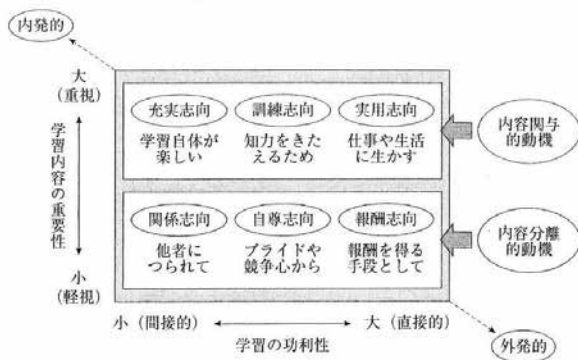 内発的
大
(重視)
学習内容の重要性
小
(軽視)
充実志向
学習自体が
楽しい
訓練志向
知力をきた
えるため
実用志向
仕事や生活
に生かす
内容関与
的動機
関係志向
他者に
つられて
自尊志向
プライドや
競争心から
報酬志向
報酬を得る
手段として
内容分離
的動機
小(間接的)
大(直接的)
学習の功利性
外発的